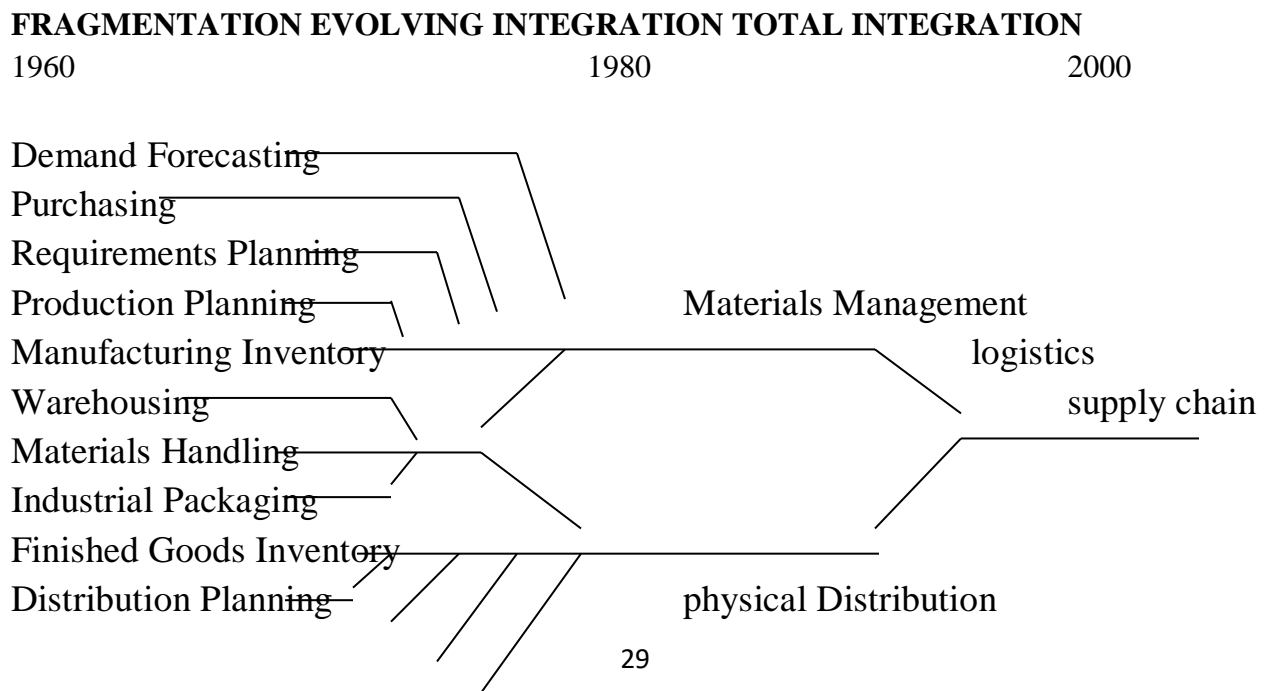 FRAGMENTATION EVOLVING INTEGRATION TOTAL INTEGRATION
1960 1980 2000
Demand Forecasting
Purchasing
Requirements Planning
Production Planning Materials Management
Manufacturing Inventory logistics
Warehousing supply chain
Materials Handling
Industrial Packaging
Finished Goods Inventory
Distribution Planning physical Distribution
29